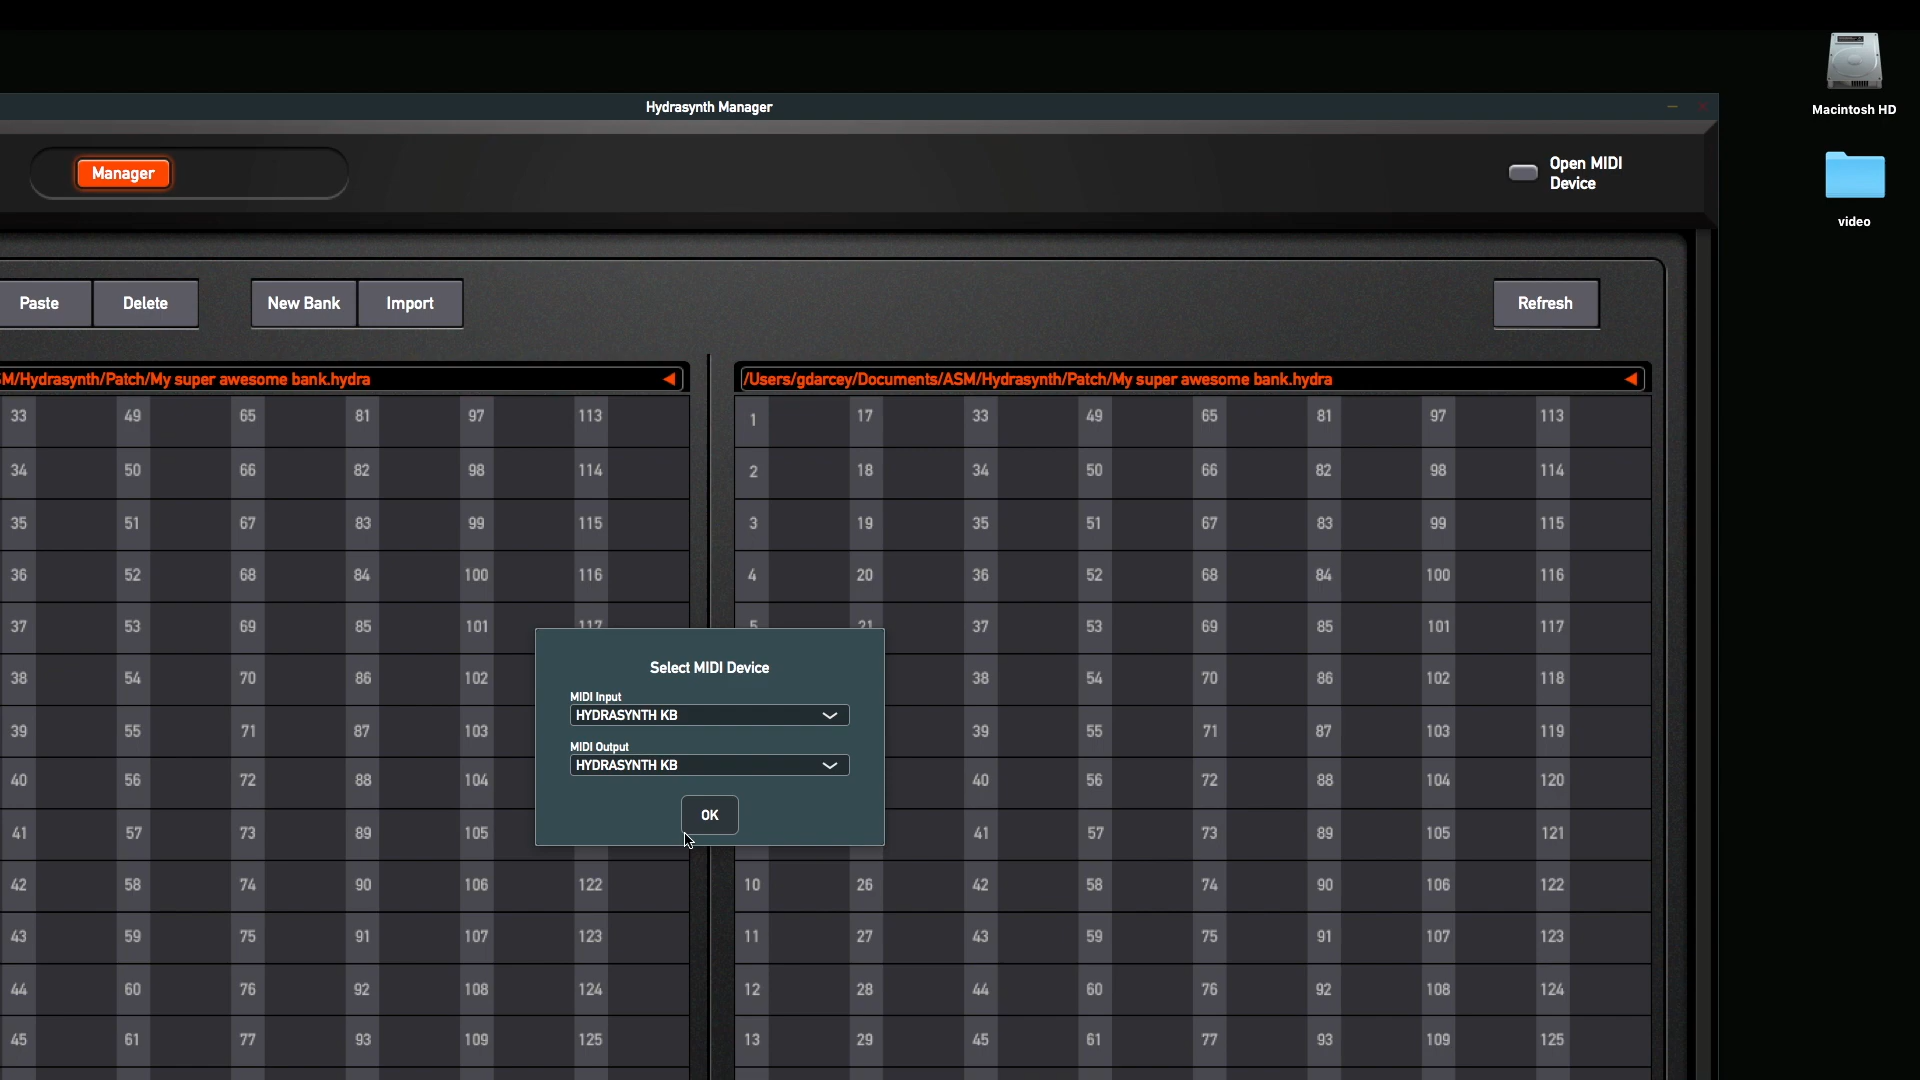 Hydrasynth Manager
Macintosh HD
Manager
Open MIDI
Device
video
Paste Delete New Bank Import Refresh
M/Hydrasynth/Patch/My super awesome bank.hydra
/Users/gdarcey/Documents/ASM/Hydrasynth/Patch/My super awesome bank.hydra
33 49 65 81 97 113 1 17 33 49 65 81 97 113
34 50 66 82 98 114 2 18 34 50 66 82 98 114
35 51 67 83 99 115 3 19 35 51 67 83 99 115
36 52 68 84 100 116 4 20 36 52 68 84 100 116
37 53 69 85 101 117 5 21 37 53 69 85 101 117
38 54 70 86 102 38 54 70 86 102 118
39 55 71 87 103 39 55 71 87 103 119
40 56 72 88 104 40 56 72 88 104 120
41 57 73 89 105 41 57 73 89 105 121
42 58 74 90 106 122 10 26 42 58 74 90 106 122
43 59 75 91 107 123 11 27 43 59 75 91 107 123
44 60 76 92 108 124 12 28 44 60 76 92 108 124
45 61 77 93 109 125 13 29 45 61 77 93 109 125
Select MIDI Device
MIDI Input
HYDRASYNTH KB
MIDI Output
HYDRASYNTH KB
OK